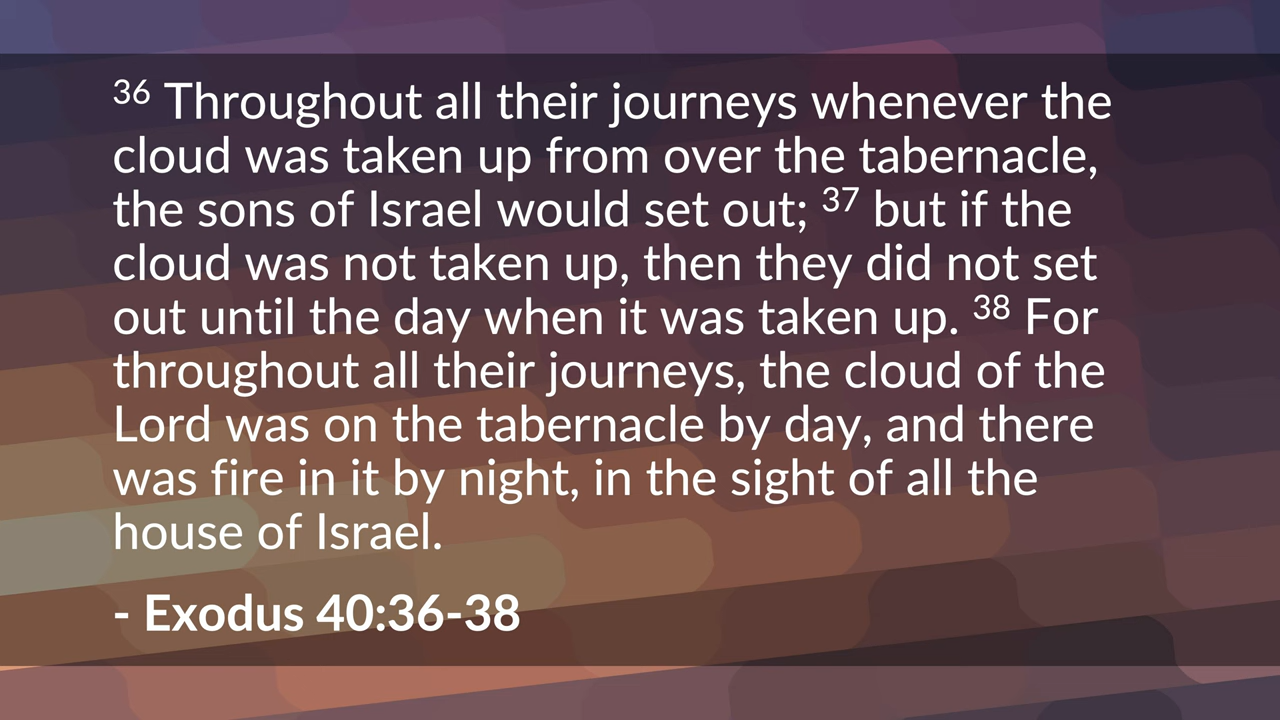 36 Throughout all their journeys whenever the
cloud was taken up from over the tabernacle,
the sons of Israel would set out; 37 but if the
cloud was not taken up, then they did not set
out until the day when it was taken up. 38 For
throughout all their journeys, the cloud of the
Lord was on the tabernacle by day, and there
was fire in it by night, in the sight of all the
house of Israel.
- Exodus 40:36-38